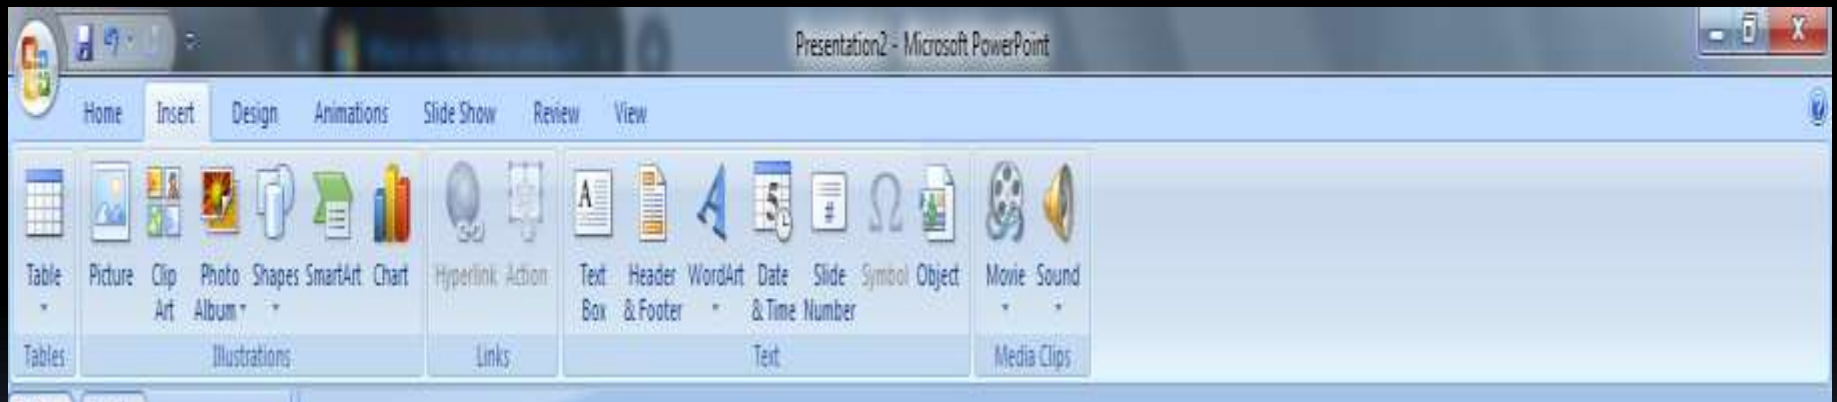 Presentation2 - Microsoft PowerPoint
Home Insert Design Animations Slide Show Review View
Table Picture Clip Art Photo Album Shapes SmartArt Chart Hyperlink Action Text Box Header & Footer WordArt Date & Time Slide Number Symbol Object Movie Sound
Tables Illustrations Links Text Media Clips